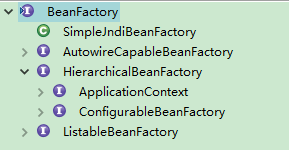 BeanFactory
SimpleJndiBeanFactory
AutowireCapableBeanFactory
HierarchicalBeanFactory
ApplicationContext
ConfigurableBeanFactory
ListableBeanFactory